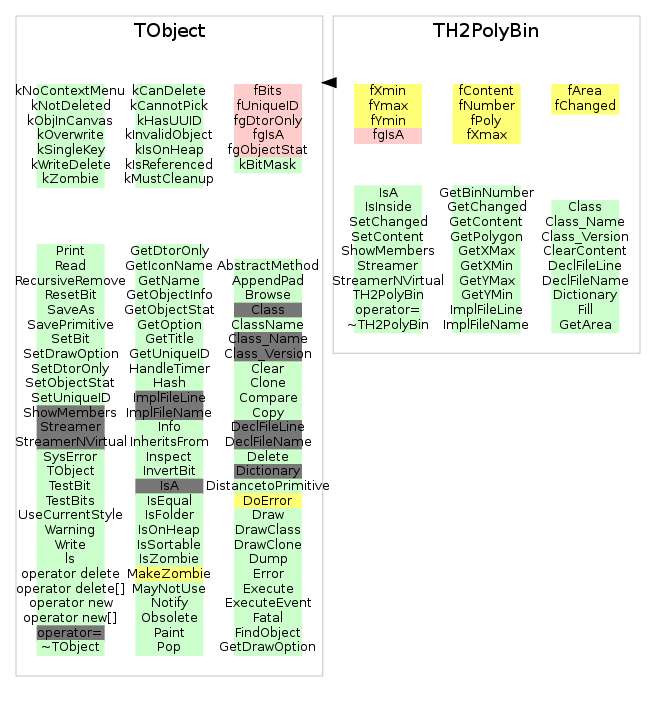 TObject
kNoContextMenu kCanDelete fBits
kNotDeleted kCannotPick fUniqueID
kObjInCanvas kHasUUID fgDtorOnly
kOverwrite kInvalidObject fgIsA
kSingleKey kIsOnHeap fgObjectStat
kWriteDelete kIsReferenced kBitMask
kZombie kMustCleanup
Print GetDtorOnly
Read GetIconName AbstractMethod
RecursiveRemove GetName AppendPad
ResetBit GetObjectInfo Browse
SaveAs GetObjectStat Class
SavePrimitive GetOption ClassName
SetBit GetTitle Class_Name
SetDrawOption GetUniqueID Class_Version
SetDtorOnly HandleTimer Clear
SetObjectStat Hash Clone
SetUniqueID ImplFileLine Compare
ShowMembers ImplFileName Copy
Streamer Info DeclFileLine
StreamerNVirtual InheritsFrom DeclFileName
SysError Inspect Delete
TObject InvertBit Dictionary
TestBit IsA DistancetoPrimitive
TestBits IsEqual DoError
UseCurrentStyle IsFolder Draw
Warning IsOnHeap DrawClass
Write IsSortable DrawClone
ls IsZombie Dump
operator delete MakeZombie Error
operator delete[] MayNotUse Execute
operator new Notify ExecuteEvent
operator new[] Obsolete Fatal
operator= Paint FindObject
~TObject Pop GetDrawOption
TH2PolyBin
fXmin fContent fArea
fYmax fNumber fChanged
fYmin fPoly
fgIsA fXmax
IsA GetBinNumber
IsInside GetChanged Class
SetChanged GetContent Class_Name
SetContent GetPolygon Class_Version
ShowMembers GetXMax ClearContent
Streamer GetXMin DeclFileLine
StreamerNVirtual GetYMax DeclFileName
TH2PolyBin GetYMin Dictionary
operator= ImplFileLine Fill
~TH2PolyBin ImplFileName GetArea